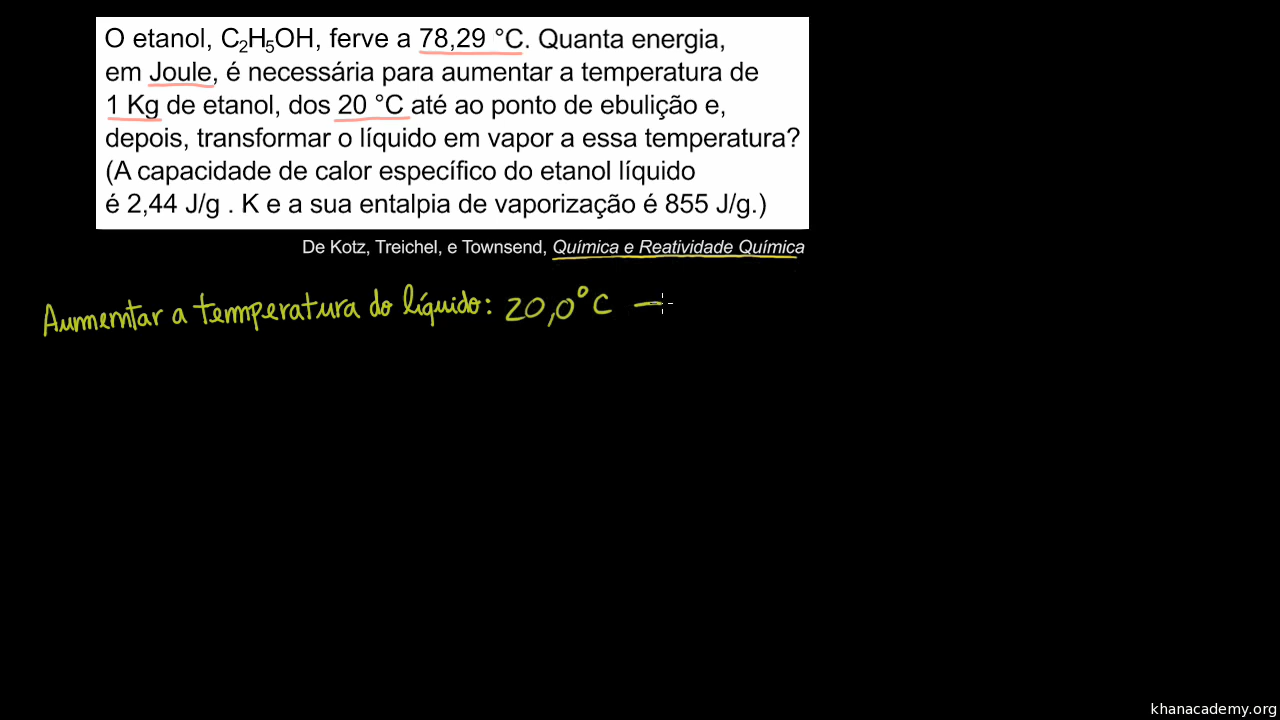 O etanol, C₂H₅OH, ferve a 78,29 °C. Quanta energia,
em Joule, é necessária para aumentar a temperatura de
1 Kg de etanol, dos 20 °C até ao ponto de ebulição e,
depois, transformar o líquido em vapor a essa temperatura?
(A capacidade de calor específico do etanol líquido
é 2,44 J/g . K e a sua entalpia de vaporização é 855 J/g.)
De Kotz, Treichel, e Townsend, Química e Reatividade Química
Aumentar a temperatura do líquido: 20,0°C —
khanacademy.org